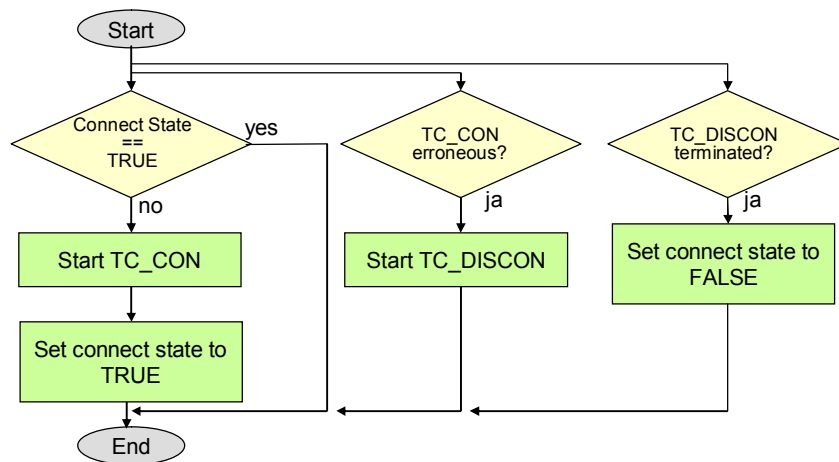 Start
Connect State
==
TRUE
yes
no
Start TC_CON
Set connect state to
TRUE
End
TC_CON
erroneous?
ja
Start TC_DISCON
TC_DISCON
terminated?
ja
Set connect state to
FALSE